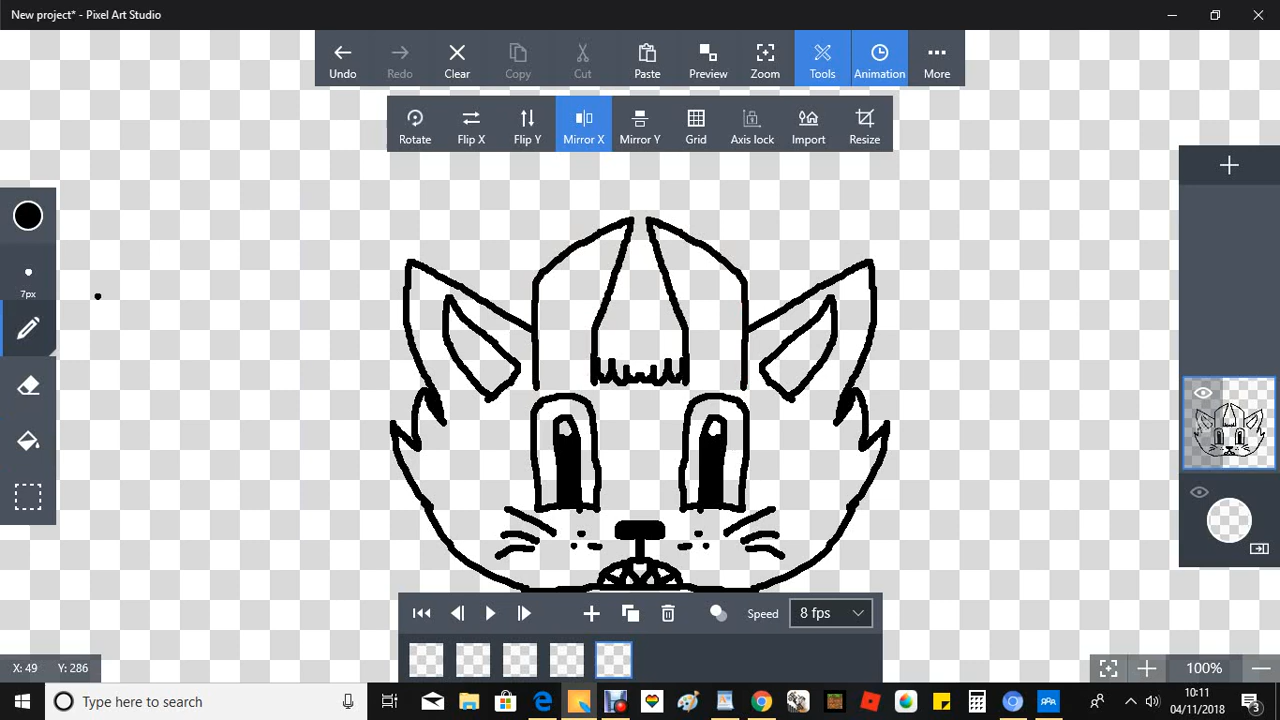 New project* - Pixel Art Studio
Undo Redo Clear Copy Cut Paste Preview Zoom Tools Animation More
Rotate Flip X Flip Y Mirror X Mirror Y Grid Axis lock Import Resize
7px
Speed 8 fps
X: 49 Y: 286
100%
Type here to search
10:11
04/11/2018
3